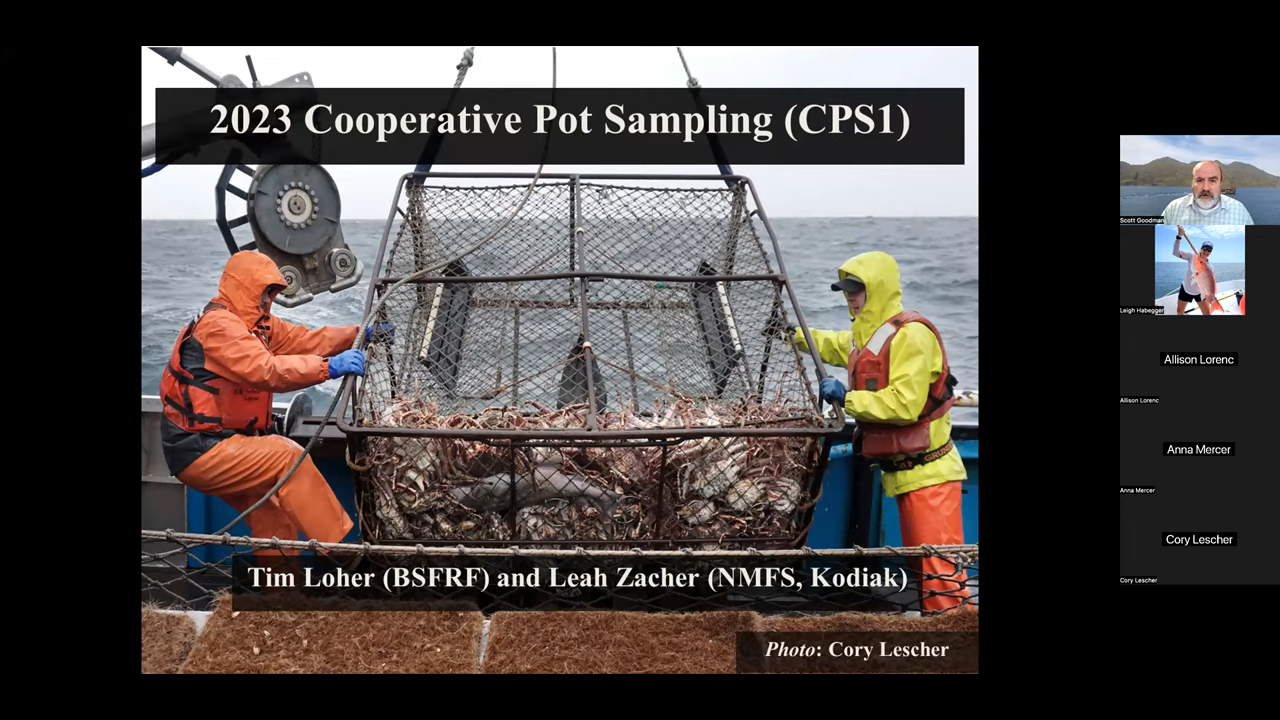 2023 Cooperative Pot Sampling (CPS1)
Tim Loher (BSFRF) and Leah Zacher (NMFS, Kodiak)
Photo: Cory Lescher
Scott Goodman
Leigh Habegger
Allison Lorenc
Allison Lorenc
Anna Mercer
Anna Mercer
Cory Lescher
Cory Lescher